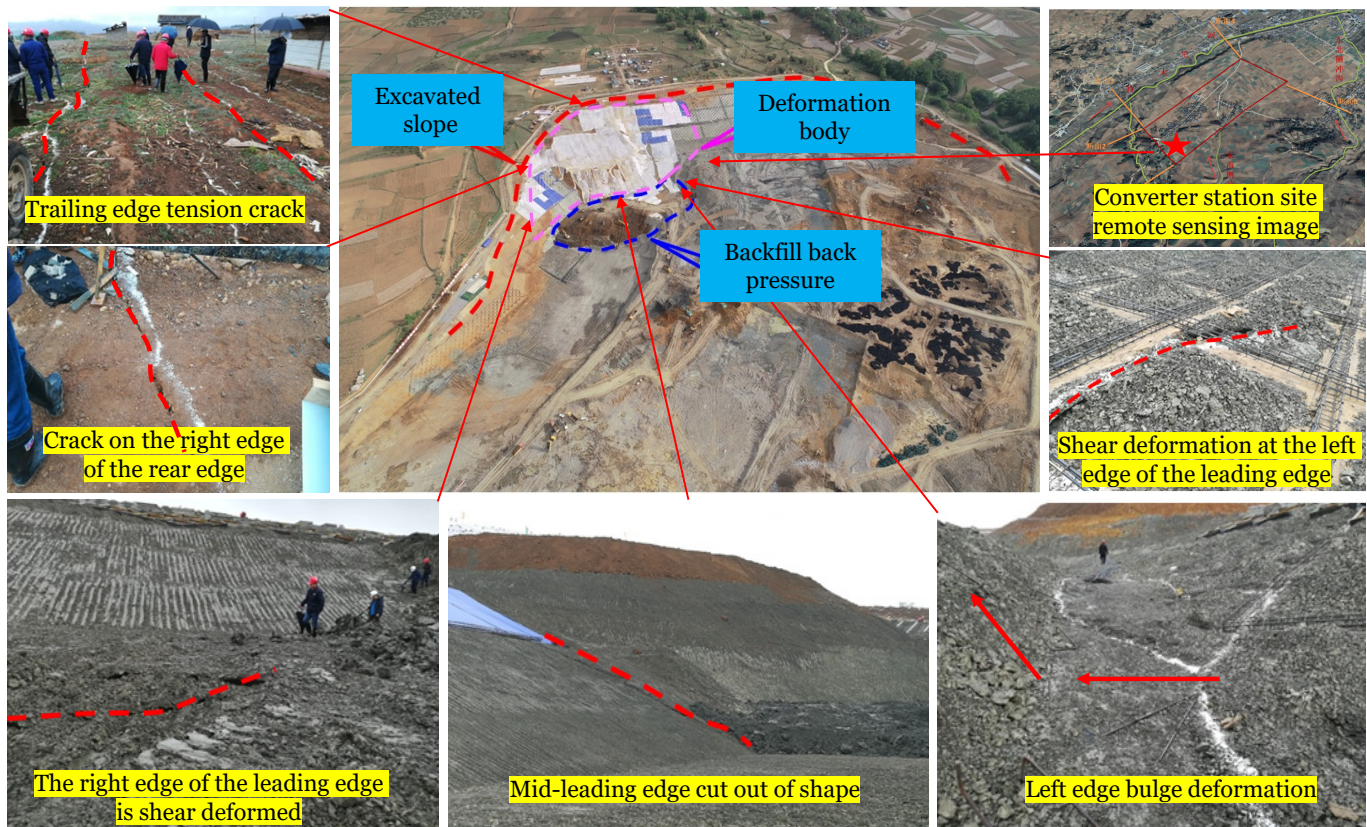 Excavated
slope
Deformation
body
Backfill back
pressure
Trailing edge tension crack
Converter station site
remote sensing image
Crack on the right edge
of the rear edge
Shear deformation at the left
edge of the leading edge
The right edge of the leading edge
is shear deformed
Mid-leading edge cut out of shape
Left edge bulge deformation